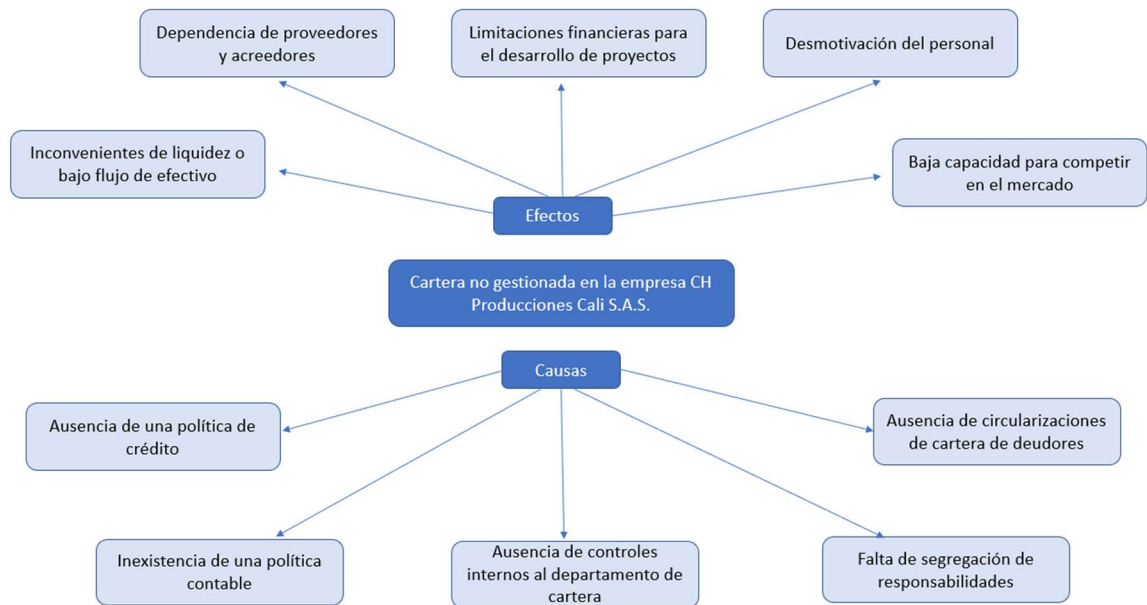 Dependencia de proveedores
y acreedores
Limitaciones financieras para
el desarrollo de proyectos
Desmotivación del personal
Inconvenientes de liquidez o
bajo flujo de efectivo
Baja capacidad para competir
en el mercado
Efectos
Cartera no gestionada en la empresa CH
Producciones Cali S.A.S.
Causas
Ausencia de una política de
crédito
Ausencia de circularizaciones
de cartera de deudores
Inexistencia de una política
contable
Ausencia de controles
internos al departamento de
cartera
Falta de segregación de
responsabilidades